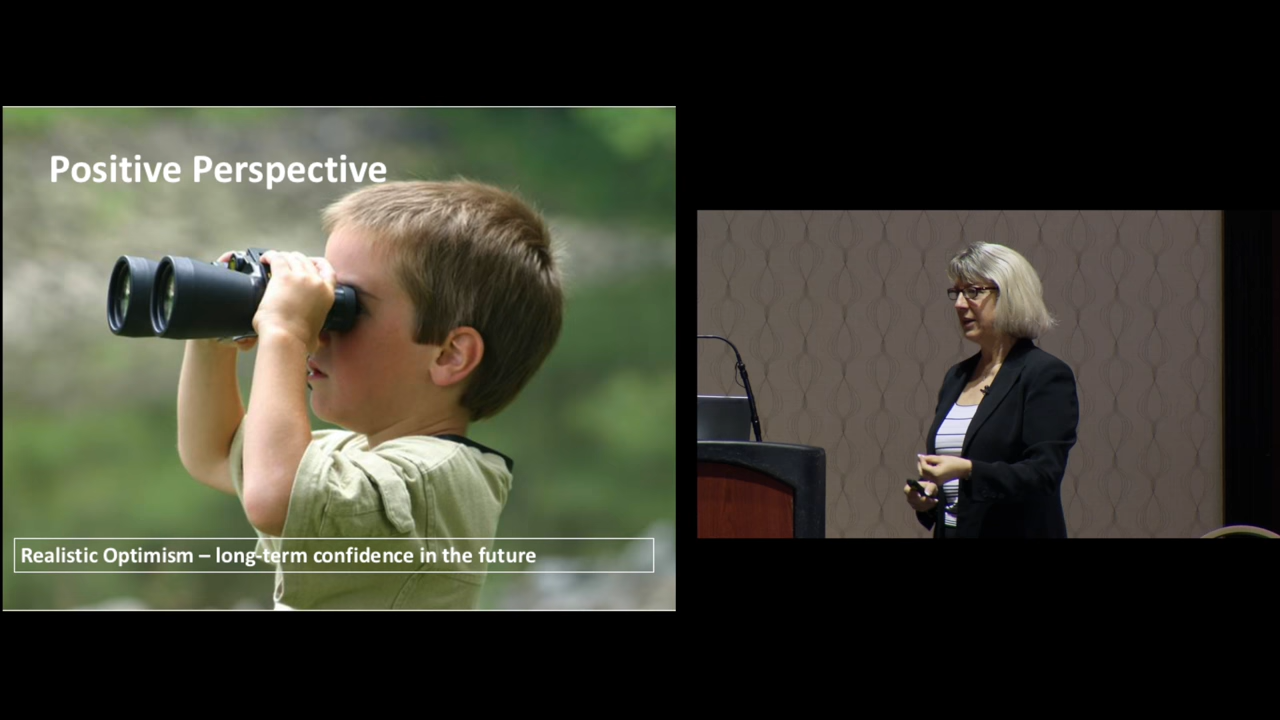 Positive Perspective
Realistic Optimism – long-term confidence in the future